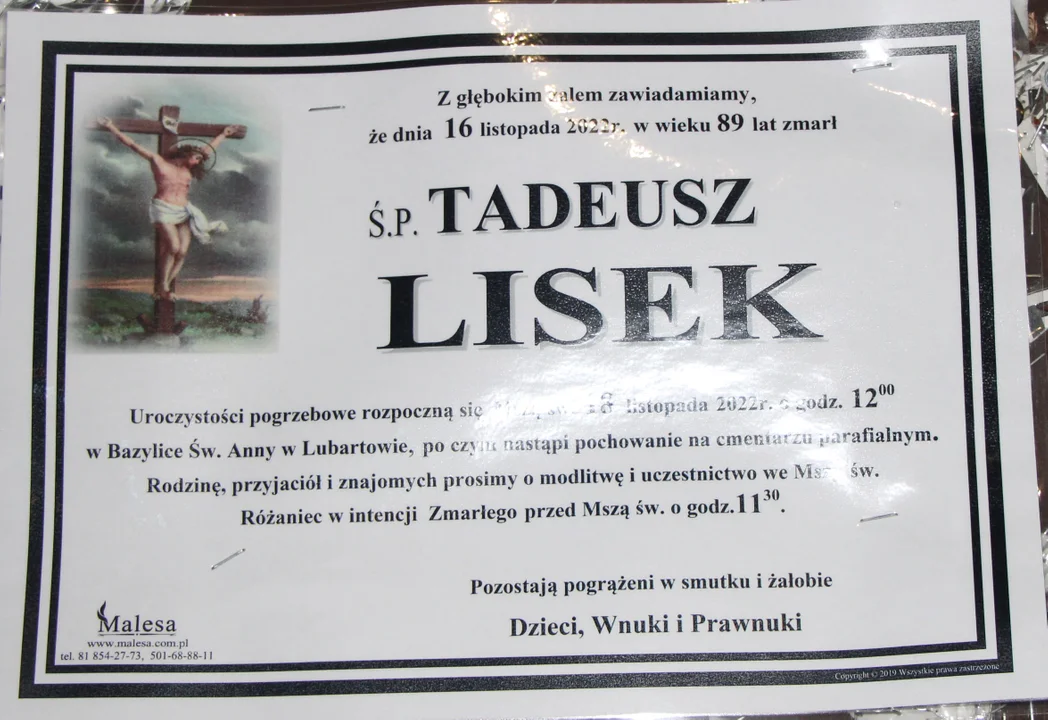 Z głębokim żalem zawiadamiamy,
że dnia 16 listopada 2022r. w wieku 89 lat zmarł
Ś.P. TADEUSZ
LISEK
Uroczystości pogrzebowe rozpoczną się 18 listopada 2022r. o godz. 12⁰⁰
w Bazylice Św. Anny w Lubartowie, po czym nastąpi pochowanie na cmentarzu parafialnym.
Rodzinę, przyjaciół i znajomych prosimy o modlitwę i uczestnictwo we Mszy św.
Różaniec w intencji Zmarłego przed Mszą św. o godz.11³⁰.
Pozostają pogrążeni w smutku i żałobie
Dzieci, Wnuki i Prawnuki
Malesa
www.malesa.com.pl
tel. 81 854-27-73, 501-68-88-11
Copyright © 2019 Wszystkie prawa zastrzeżone